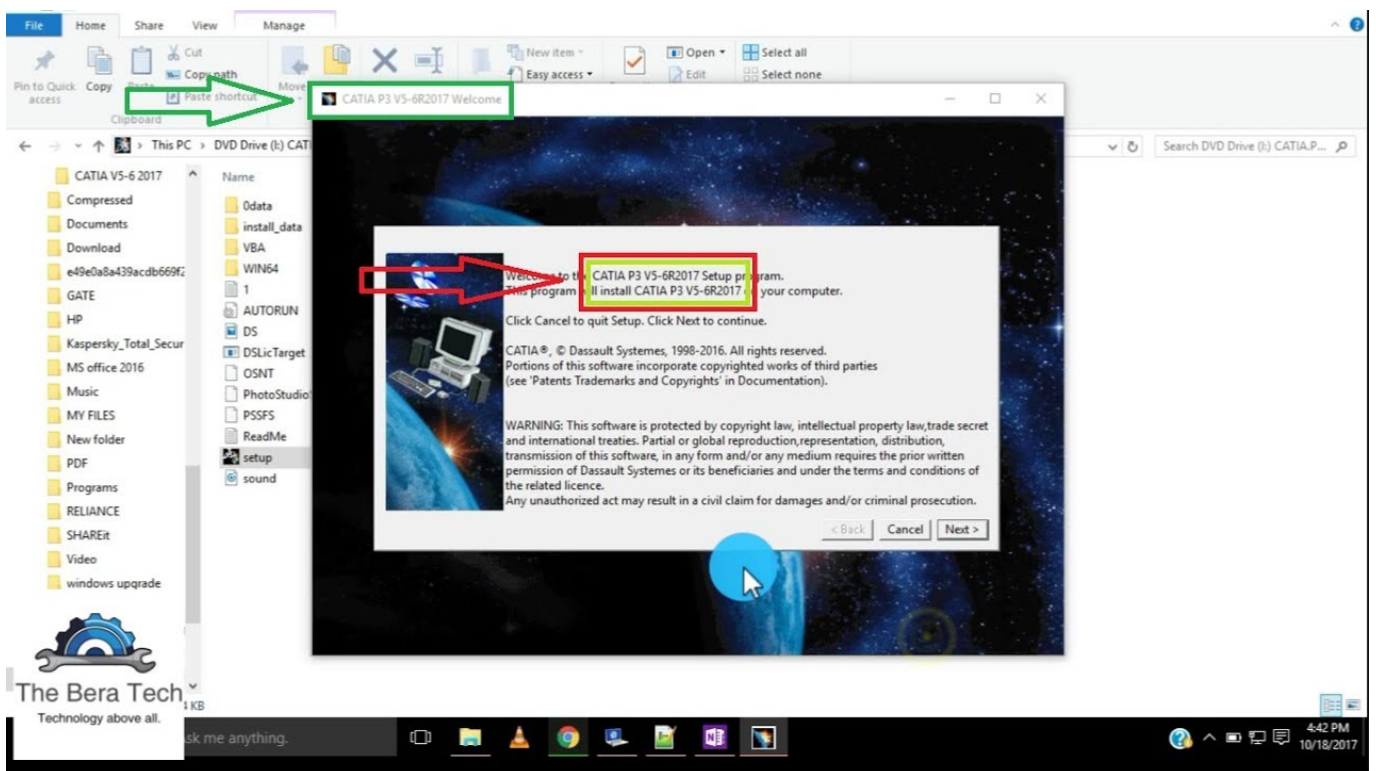 File Home Share View Manage
Cut
New item
Open
Select all
Copy path
Easy access
Edit
Select none
Pin to Quick access
Copy
Paste shortcut
Move
Clipboard
CATIA P3 V5-6R2017 Welcome
This PC > DVD Drive (I:) CATI
Search DVD Drive (I:) CATIA.P...
CATIA V5-6 2017
Compressed
Documents
Download
e49e0a8a439acdb669f2
GATE
HP
Kaspersky_Total_Secur
MS office 2016
Music
MY FILES
New folder
PDF
Programs
RELIANCE
SHAREit
Video
windows upgrade
Name
0data
install_data
VBA
WIN64
1
AUTORUN
DS
DSLicTarget
OSNT
PhotoStudio
PSSFS
ReadMe
setup
sound
Welcome to the CATIA P3 V5-6R2017 Setup program.
This program will install CATIA P3 V5-6R2017 on your computer.
Click Cancel to quit Setup. Click Next to continue.
CATIA®, © Dassault Systemes, 1998-2016. All rights reserved.
Portions of this software incorporate copyrighted works of third parties
(see 'Patents Trademarks and Copyrights' in Documentation).
WARNING: This software is protected by copyright law, intellectual property law,trade secret
and international treaties. Partial or global reproduction,representation, distribution,
transmission of this software, in any form and/or any medium requires the prior written
permission of Dassault Systemes or its beneficiaries and under the terms and conditions of
the related licence.
Any unauthorized act may result in a civil claim for damages and/or criminal prosecution.
< Back Cancel Next >
The Bera Tech
Technology above all.
KB
sk me anything.
4:42 PM
10/18/2017